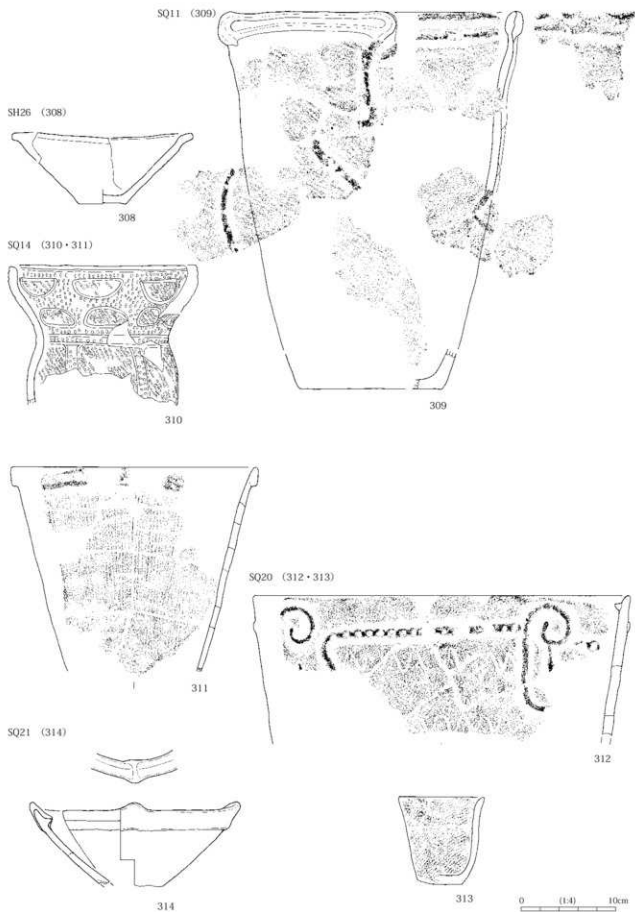 SQ11 (309)
SH26 (308)
308
SQ14 (310・311)
310
309
311
SQ20 (312・313)
312
SQ21 (314)
314
313
0 (1:4) 10cm